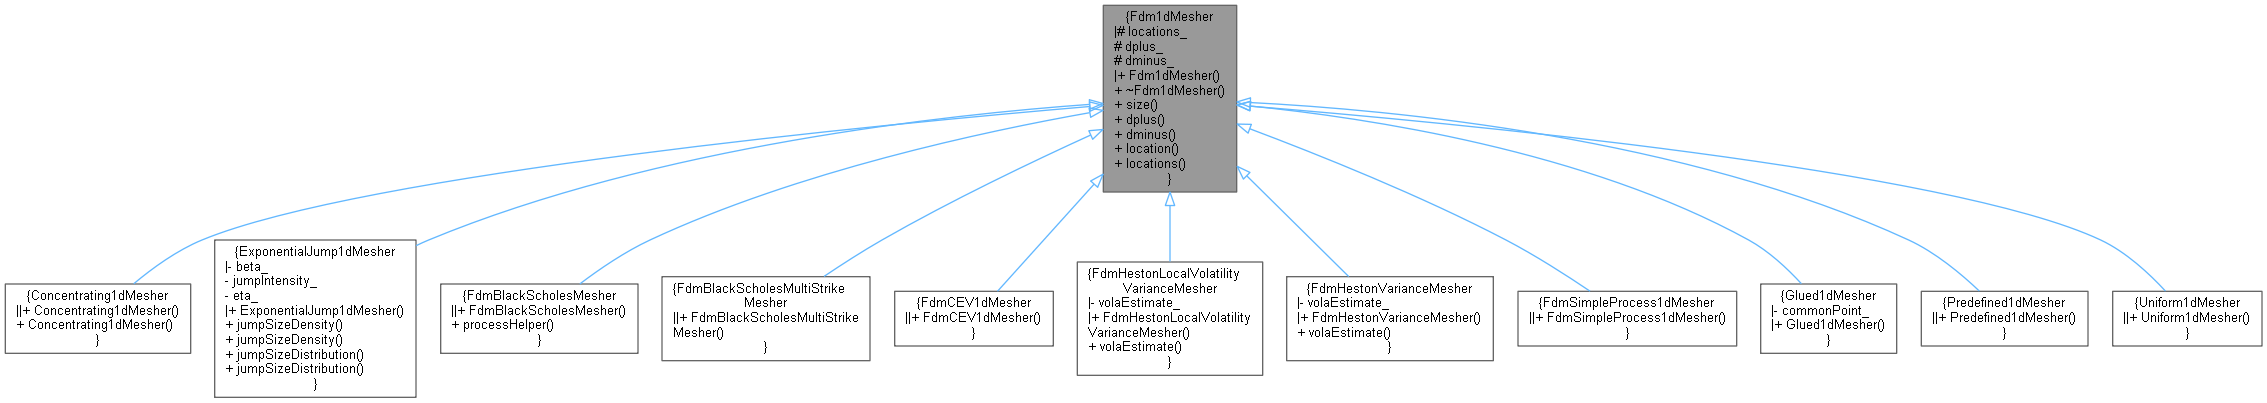 {Fdm1dMesher
|# locations_
# dplus_
# dminus_
|+ Fdm1dMesher()
+ ~Fdm1dMesher()
+ size()
+ dplus()
+ dminus()
+ location()
+ locations()
}
{Concentrating1dMesher
||+ Concentrating1dMesher()
+ Concentrating1dMesher()
}
{ExponentialJump1dMesher
|- beta_
- jumpIntensity_
- eta_
|+ ExponentialJump1dMesher()
+ jumpSizeDensity()
+ jumpSizeDensity()
+ jumpSizeDistribution()
+ jumpSizeDistribution()
}
{FdmBlackScholesMesher
||+ FdmBlackScholesMesher()
+ processHelper()
}
{FdmBlackScholesMultiStrike
Mesher
||+ FdmBlackScholesMultiStrike
Mesher()
}
{FdmCEV1dMesher
||+ FdmCEV1dMesher()
}
{FdmHestonLocalVolatility
VarianceMesher
|- volaEstimate_
|+ FdmHestonLocalVolatility
VarianceMesher()
+ volaEstimate()
}
{FdmHestonVarianceMesher
|- volaEstimate_
|+ FdmHestonVarianceMesher()
+ volaEstimate()
}
{FdmSimpleProcess1dMesher
||+ FdmSimpleProcess1dMesher()
}
{Glued1dMesher
|- commonPoint_
|+ Glued1dMesher()
}
{Predefined1dMesher
||+ Predefined1dMesher()
}
{Uniform1dMesher
||+ Uniform1dMesher()
}